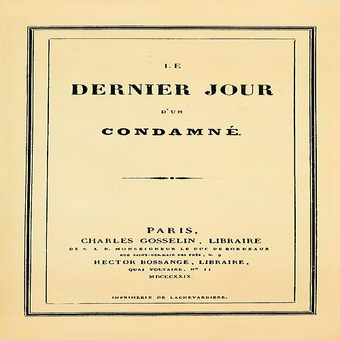 LE
DERNIER JOUR
D'UN
CONDAMNÉ.
PARIS,
CHARLES GOSSELIN, LIBRAIRE
DE S. A. R. MONSEIGNEUR LE DUC DE BORDEAUX
RUE SAINT-GERMAIN DES PRÉS, N. 9
HECTOR BOSSANGE, LIBRAIRE,
QUAI VOLTAIRE, No 11
MDCCCXXIX.
IMPRIMERIE DE LACHEVARDIERE.